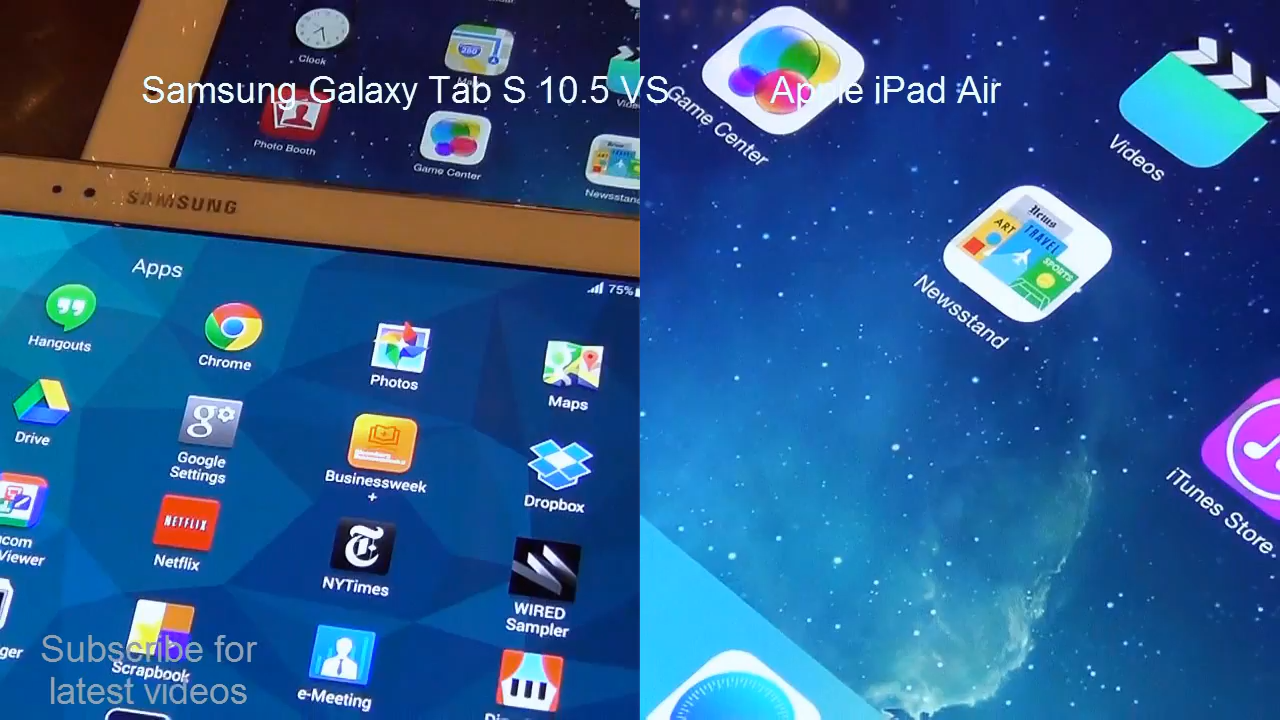 Samsung Galaxy Tab S 10.5 VS
Apple iPad Air
Clock
280
Maps
Photo Booth
Game Center
Newsstand
SAMSUNG
Apps
75%
Hangouts
Chrome
Photos
Maps
Drive
Google
Settings
Businessweek
+
Dropbox
Viewer
NETFLIX
Netflix
NYTimes
WIRED
Sampler
Scrapbook
e-Meeting
Subscribe for
latest videos
Game Center
Videos
News
ART
TRAVEL
SPORTS
Newsstand
iTunes Store